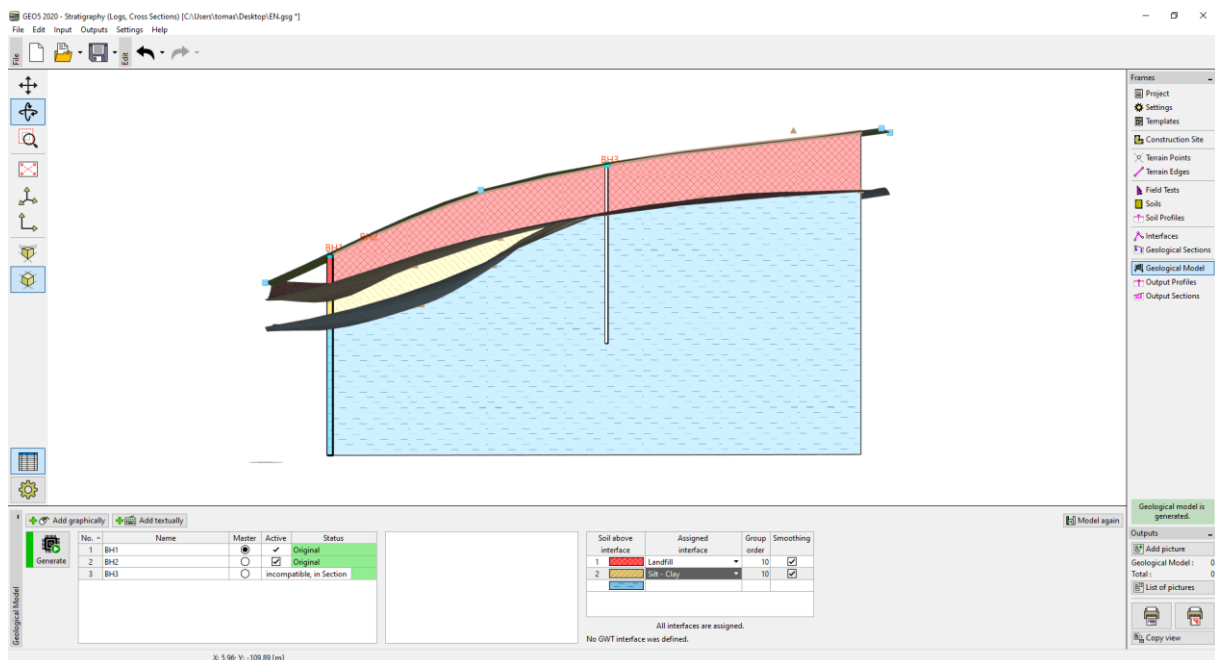 GEO5 2020 - Stratigraphy (Logs, Cross Sections) [C:\Users\tomas\Desktop\EN.gsg *]
File Edit Input Outputs Settings Help
File
Edit
Frames
Project
Settings
Templates
Construction Site
Terrain Points
Terrain Edges
Field Tests
Soils
Soil Profiles
Interfaces
Geological Sections
Geological Model
Output Profiles
Output Sections
BH3
BH2
BH1
Geological model is
generated.
Outputs
Add picture
Geological Model : 0
Total : 0
List of pictures
Copy view
Add graphically Add textually Model again
Generate
Geological Model
No. Name Master Active Status
1 BH1 Original
2 BH2 Original
3 BH3 incompatible, in Section
Soil above Assigned Group Smoothing
interface interface order
1 Landfill 10
2 Silt - Clay 10
All interfaces are assigned.
No GWT interface was defined.
X: 5,96; Y: -109,89 [m]